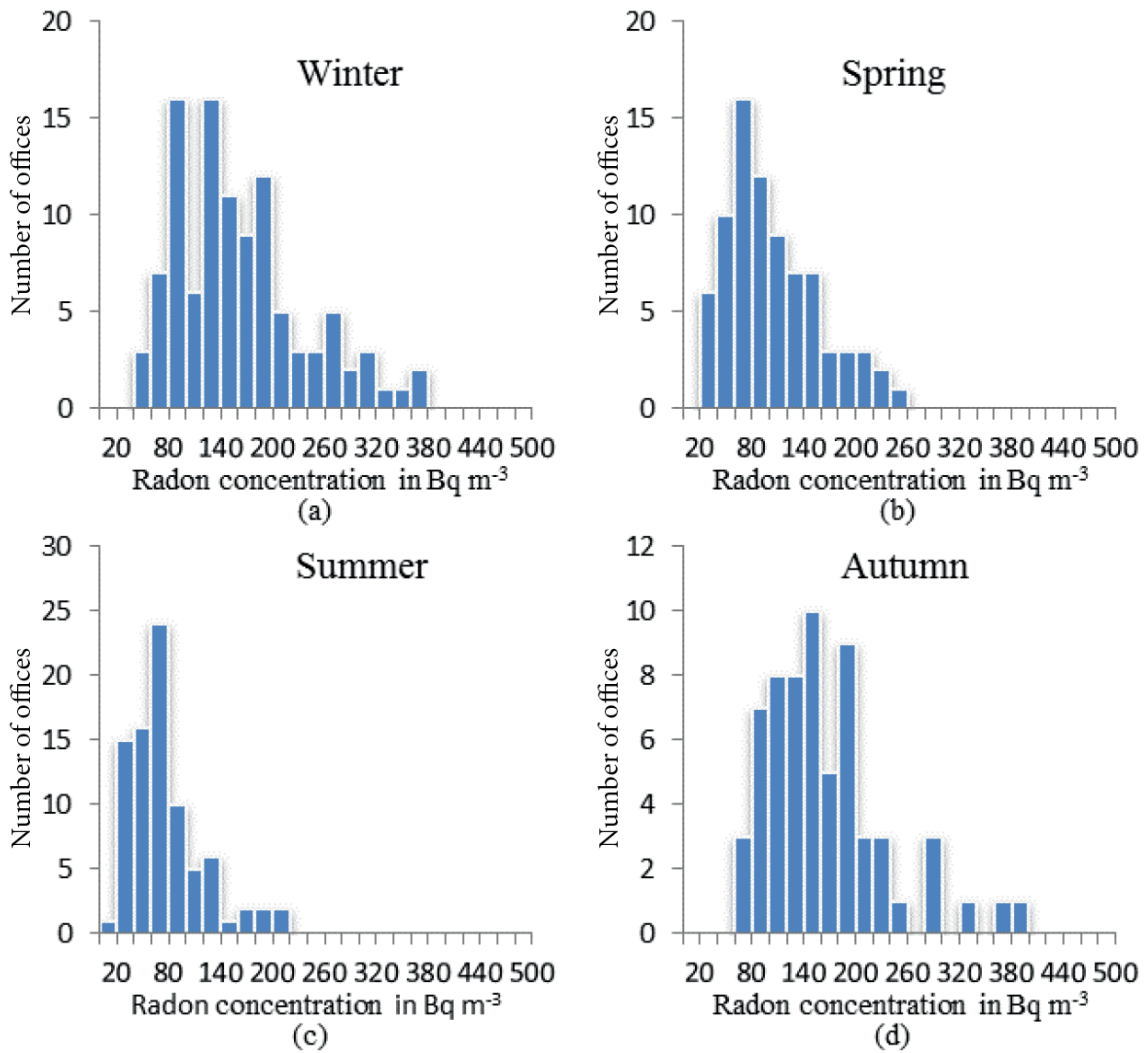 Winter
Number of offices
20
15
10
5
0
20 80 140 200 260 320 380 440 500
Radon concentration in Bq m-3
(a)
Spring
Number of offices
20
15
10
5
0
20 80 140 200 260 320 380 440 500
Radon concentration in Bq m-3
(b)
Summer
Number of offices
30
25
20
15
10
5
0
20 80 140 200 260 320 380 440 500
Radon concentration in Bq m-3
(c)
Autumn
Number of offices
12
10
8
6
4
2
0
20 80 140 200 260 320 380 440 500
Radon concentration in Bq m-3
(d)